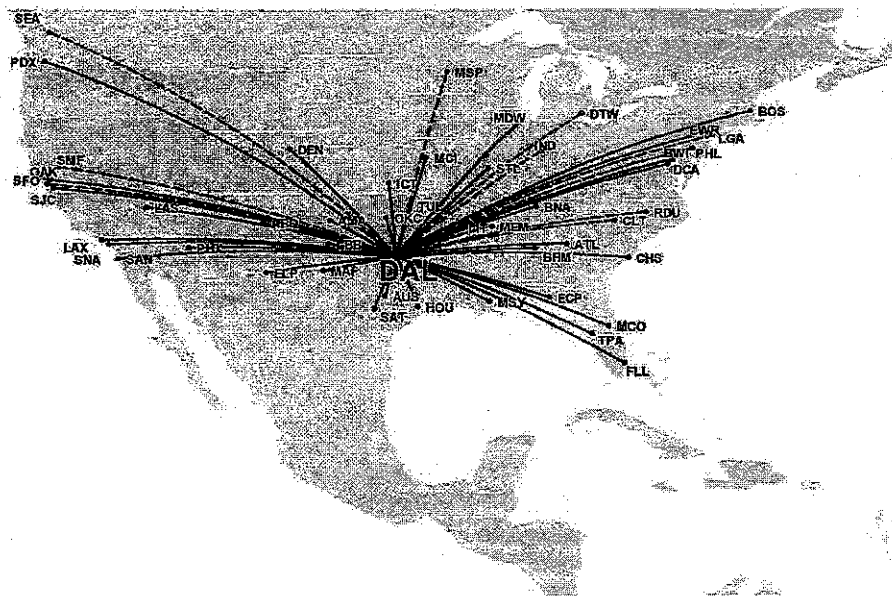 SEA
PDX
MSP
MDW
DTW
BOS
EWR
LGA
IND
BWI
PHL
DEN
MCI
STL
DCA
SMF
OAK
SFO
SJC
ICT
TUL
BNA
LAS
OKC
MEM
RDU
CLT
LAX
SNA
SAN
PHX
ATL
BHM
CHS
ELP
MAF
DAL
AUS
HOU
SAT
MSY
ECP
MCO
TPA
FLL